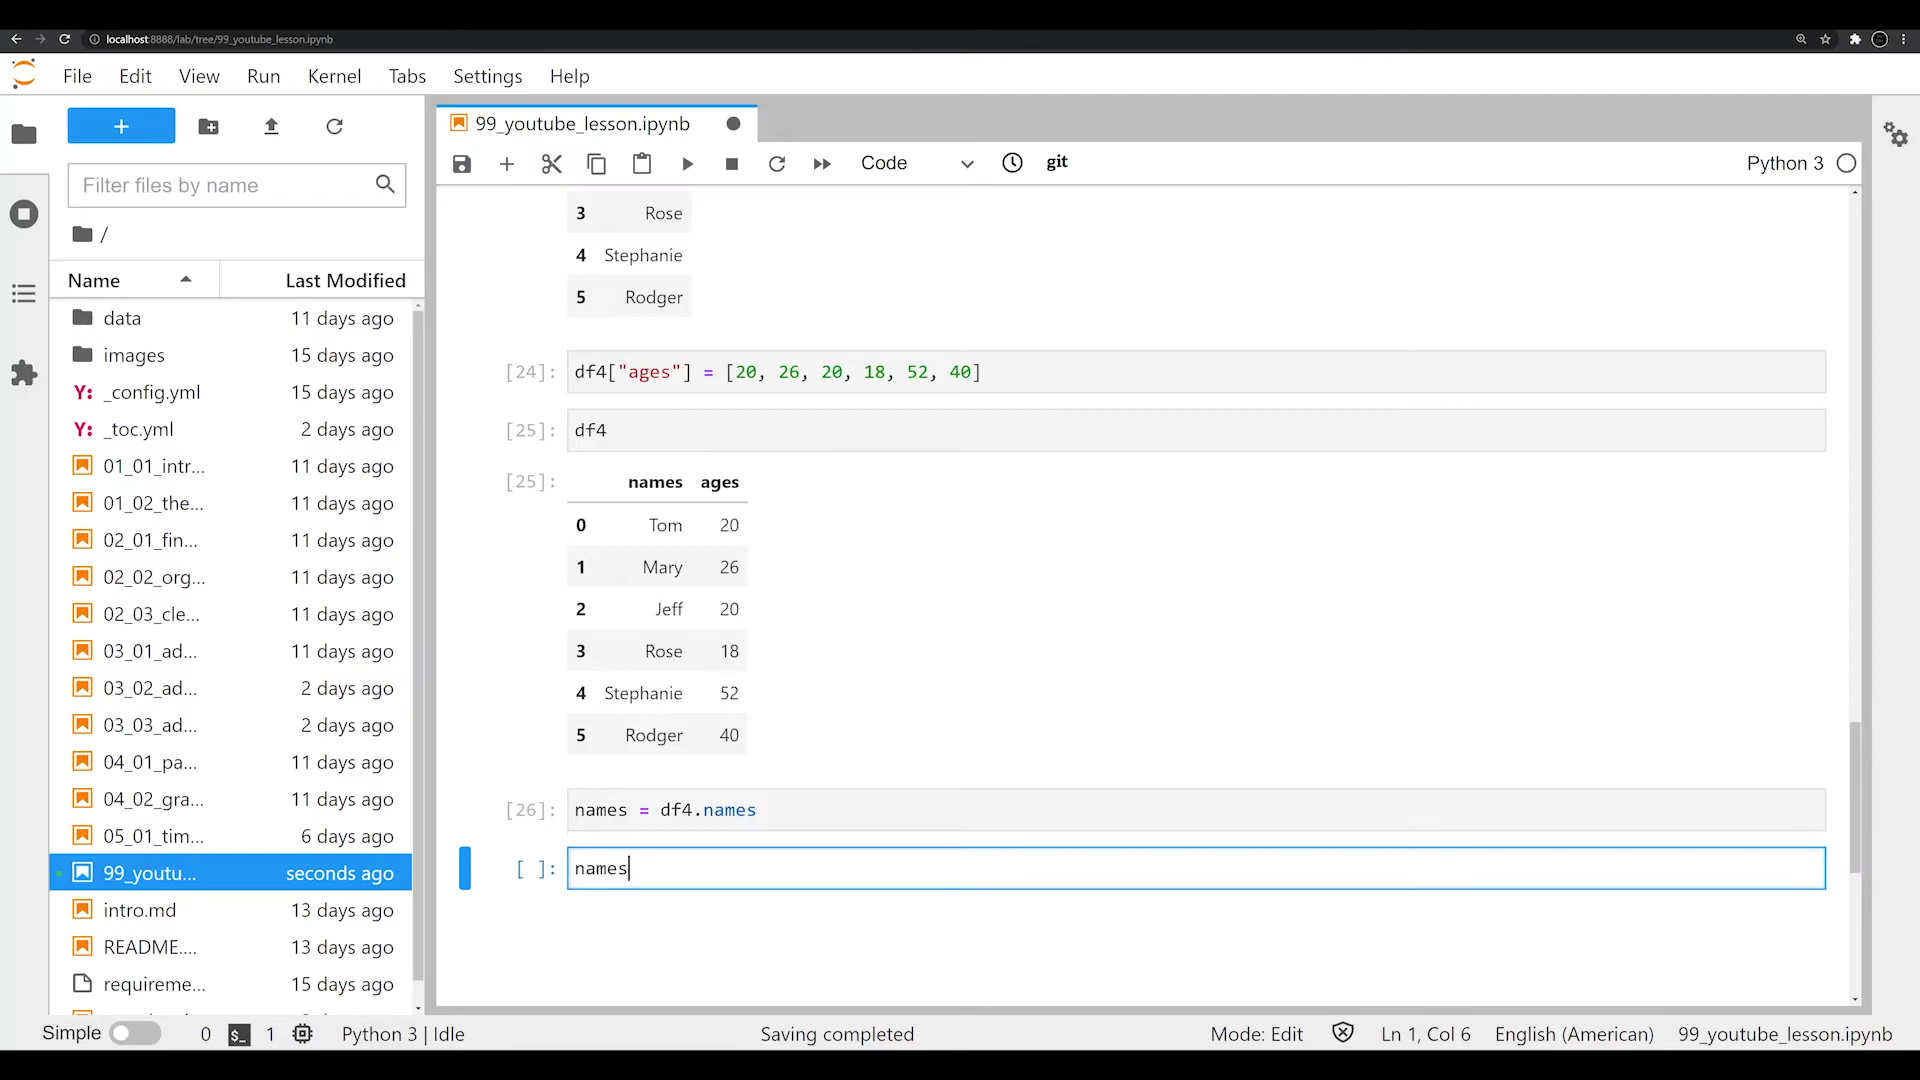 localhost:8888/lab/tree/99_youtube_lesson.ipynb
File Edit View Run Kernel Tabs Settings Help
+
99_youtube_lesson.ipynb
Code git Python 3
Filter files by name
/
Name Last Modified
data 11 days ago
images 15 days ago
Y: _config.yml 15 days ago
Y: _toc.yml 2 days ago
01_01_intr... 11 days ago
01_02_the... 11 days ago
02_01_fin... 11 days ago
02_02_org... 11 days ago
02_03_cle... 11 days ago
03_01_ad... 11 days ago
03_02_ad... 2 days ago
03_03_ad... 2 days ago
04_01_pa... 11 days ago
04_02_gra... 11 days ago
05_01_tim... 6 days ago
99_youtu... seconds ago
intro.md 13 days ago
README.... 13 days ago
requireme... 15 days ago
3 Rose
4 Stephanie
5 Rodger
[24]: df4["ages"] = [20, 26, 20, 18, 52, 40]
[25]: df4
[25]: names ages
0 Tom 20
1 Mary 26
2 Jeff 20
3 Rose 18
4 Stephanie 52
5 Rodger 40
[26]: names = df4.names
[ ]: names
Simple 0 $_ 1 Python 3 | Idle Saving completed Mode: Edit Ln 1, Col 6 English (American) 99_youtube_lesson.ipynb